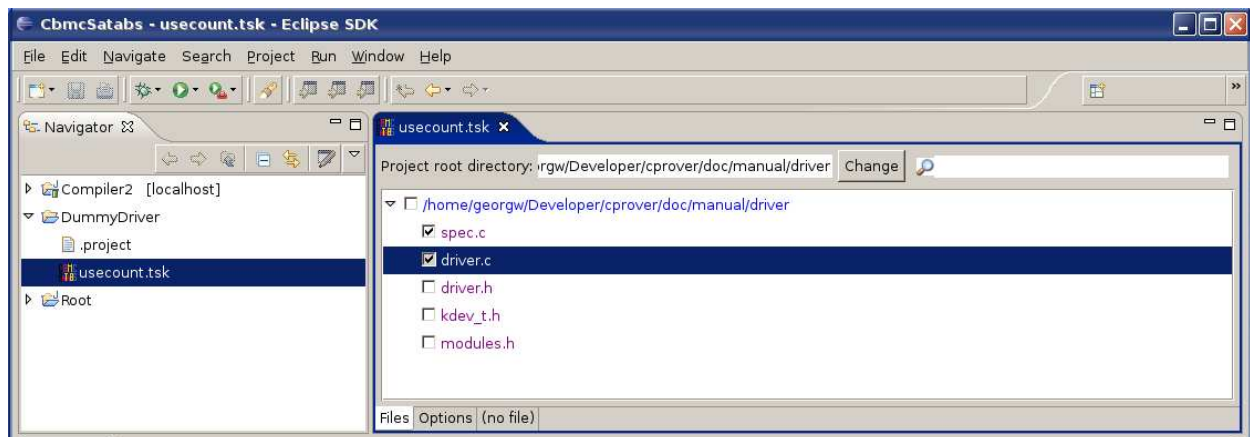 CbmcSatabs - usecount.tsk - Eclipse SDK
File Edit Navigate Search Project Run Window Help
Navigator
usecount.tsk
Project root directory: rgw/Developer/cprover/doc/manual/driver Change
Compiler2 [localhost]
DummyDriver
.project
usecount.tsk
Root
/home/georgw/Developer/cprover/doc/manual/driver
spec.c
driver.c
driver.h
kdev_t.h
modules.h
Files Options (no file)